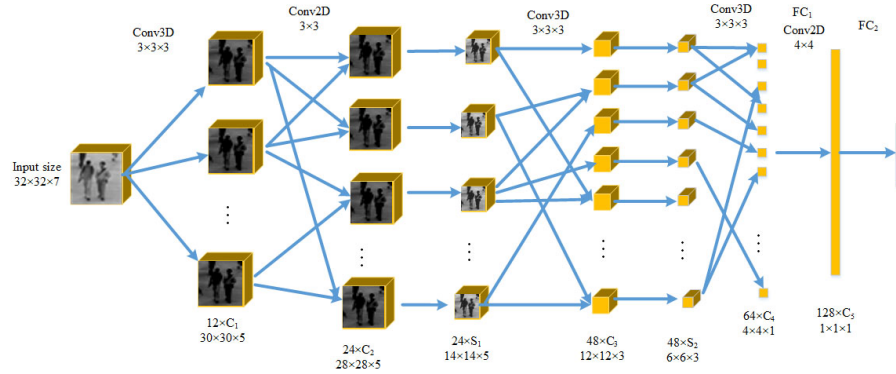 Conv3D
3×3×3
Conv2D
3×3
Conv3D
3×3×3
Conv3D
3×3×3
FC₁
Conv2D
4×4
FC₂
Input size
32×32×7
12×C₁
30×30×5
24×C₂
28×28×5
24×S₁
14×14×5
48×C₃
12×12×3
48×S₂
6×6×3
64×C₄
4×4×1
128×C₅
1×1×1